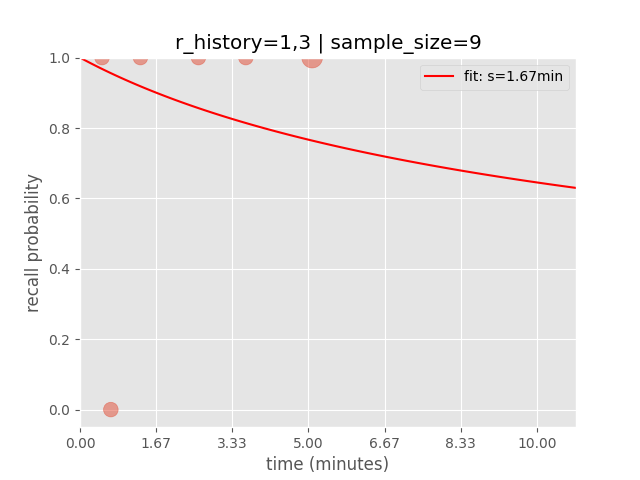 r_history=1,3 | sample_size=9
fit: s=1.67min
1.0
0.8
0.6
0.4
0.2
0.0
recall probability
0.00 1.67 3.33 5.00 6.67 8.33 10.00
time (minutes)